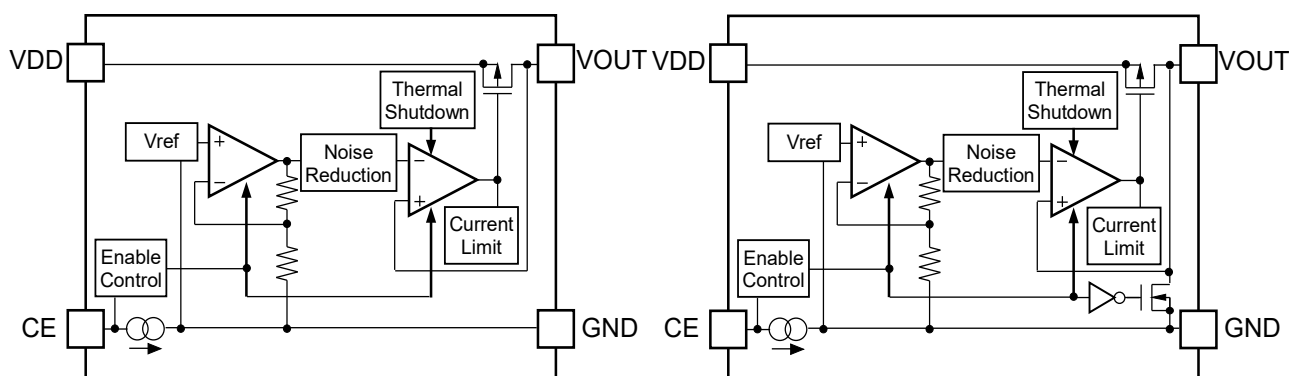 VDD
VOUT
Thermal
Shutdown
Vref
+
−
Noise
Reduction
−
+
Current
Limit
Enable
Control
CE
GND
VDD
VOUT
Thermal
Shutdown
Vref
+
−
Noise
Reduction
−
+
Current
Limit
Enable
Control
CE
GND